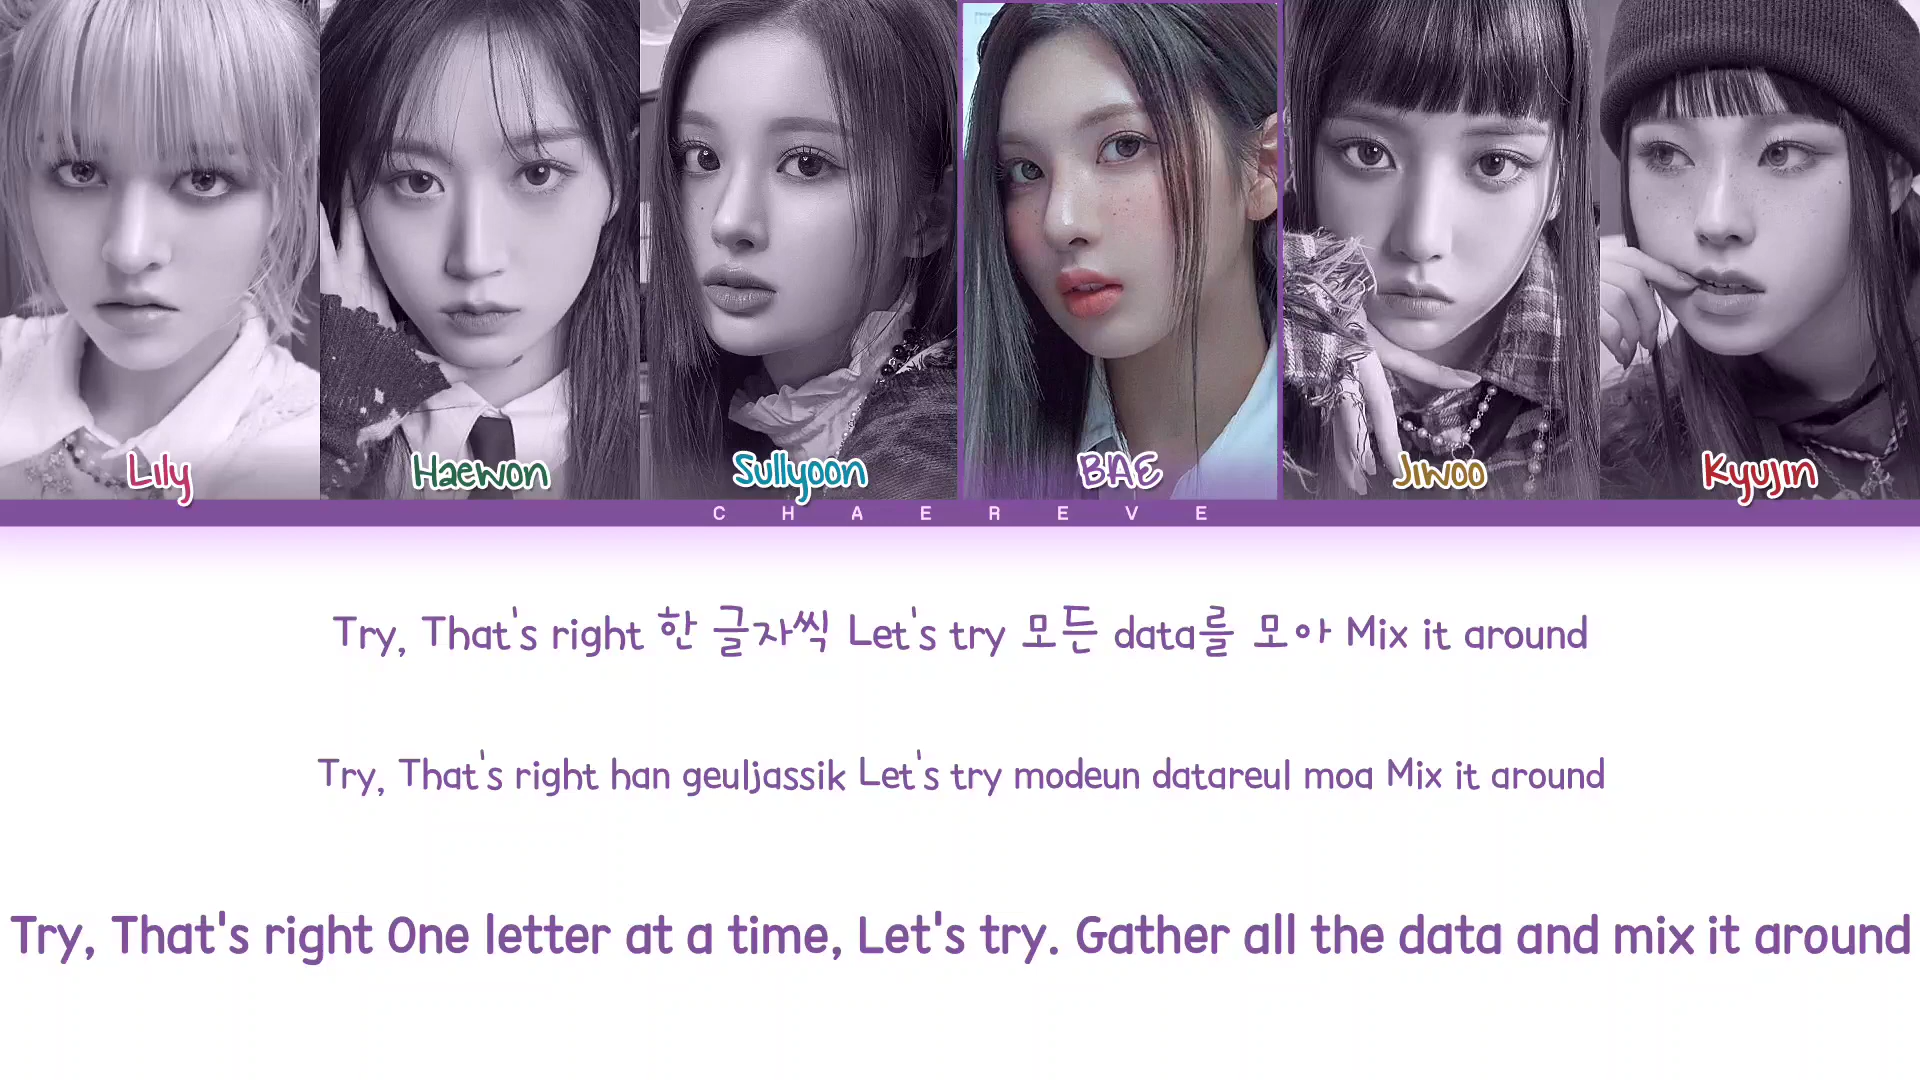 Lily
Haewon
Sullyoon
BAE
Jiwoo
Kyujin
CHAEREVE
Try, That's right 한 글자씩 Let's try 모든 data를 모아 Mix it around
Try, That's right han geuljassik Let's try modeun datareul moa Mix it around
Try, That's right One letter at a time, Let's try. Gather all the data and mix it around